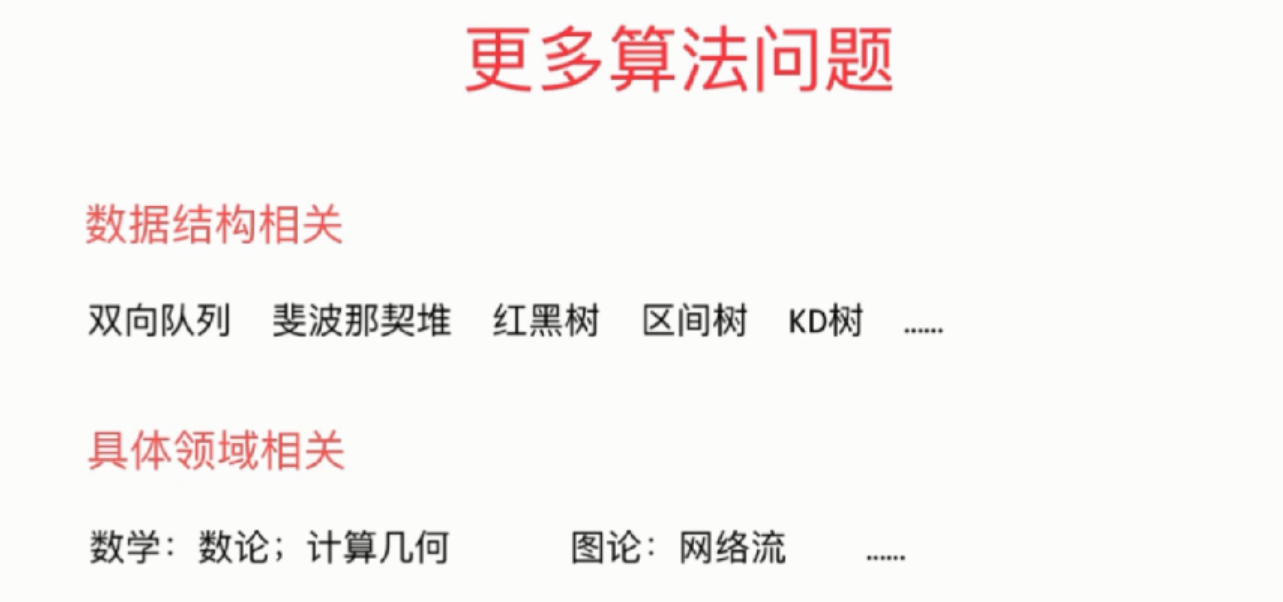 更多算法问题
数据结构相关
双向队列 斐波那契堆 红黑树 区间树 KD树 ……
具体领域相关
数学：数论；计算几何 图论：网络流 ……